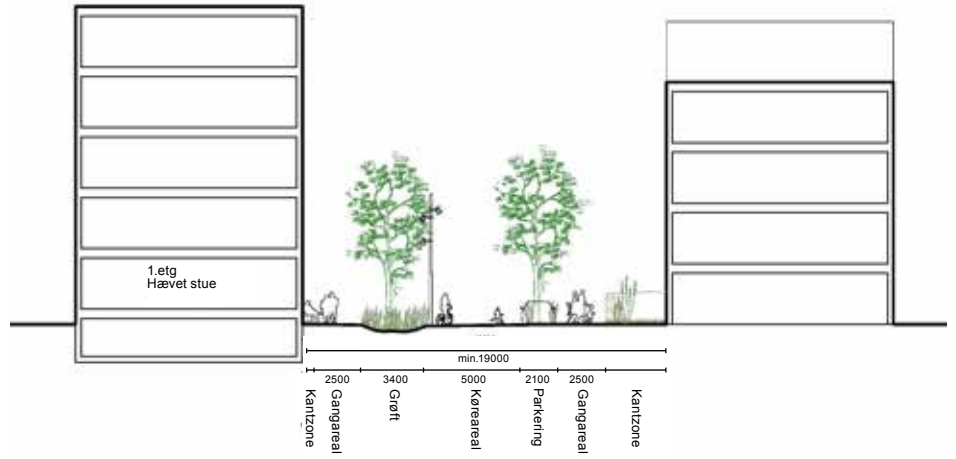 1.etg
Hævet stue
min.19000
2500 3400 5000 2100 2500
Kantzone Gangareal Grøft Køreareal Parkering Gangareal Kantzone